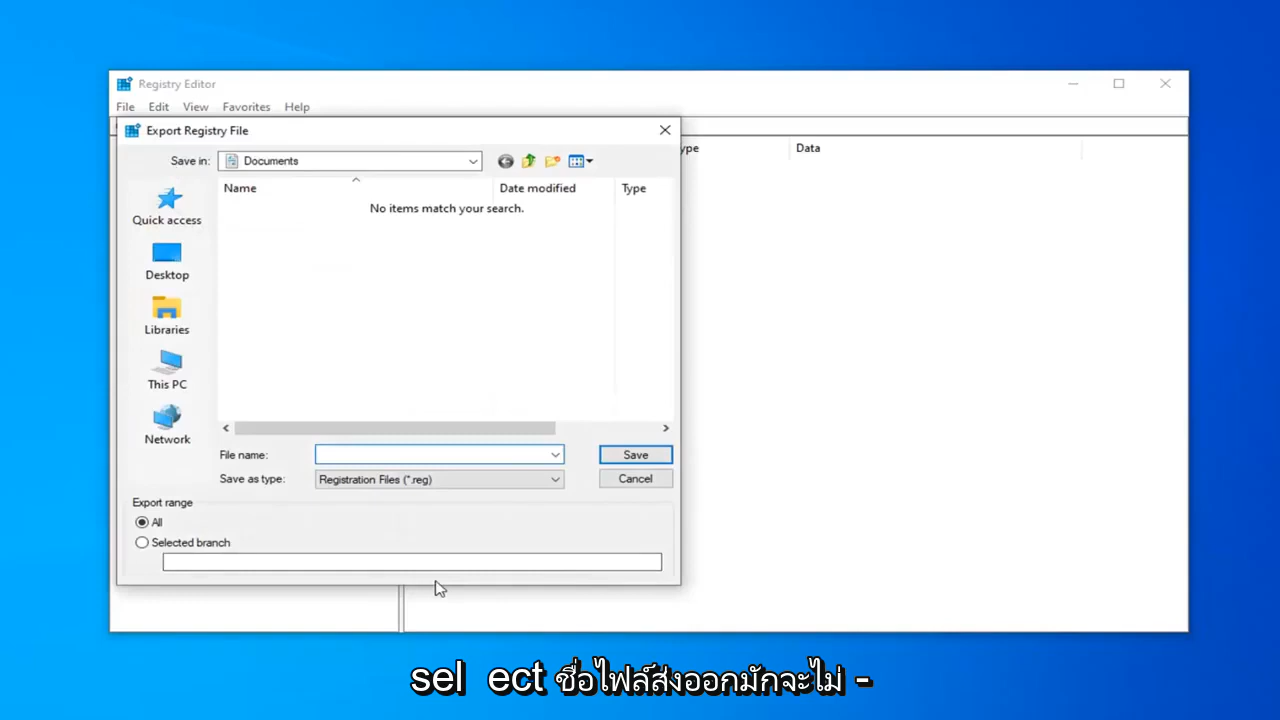 Registry Editor
File Edit View Favorites Help
Export Registry File
Save in: Documents
ype Data
Name Date modified Type
No items match your search.
Quick access
Desktop
Libraries
This PC
Network
File name: Save
Save as type: Registration Files (*.reg) Cancel
Export range
All
Selected branch
sel ect ชื่อไฟล์ส่งออกมักจะไม่ -